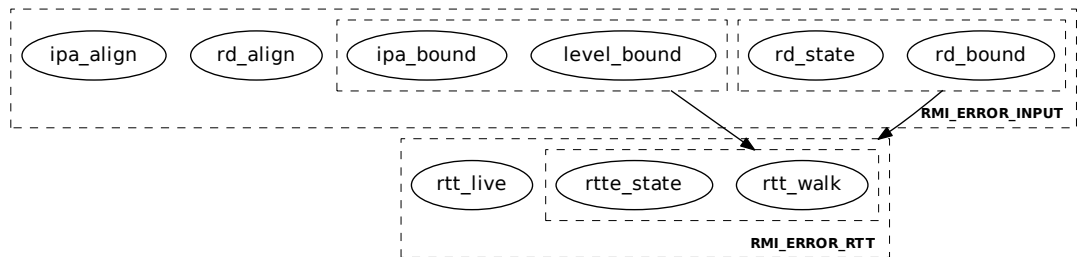 ipa_align rd_align ipa_bound level_bound rd_state rd_bound
RMI_ERROR_INPUT
rtt_live rtte_state rtt_walk
RMI_ERROR_RTT